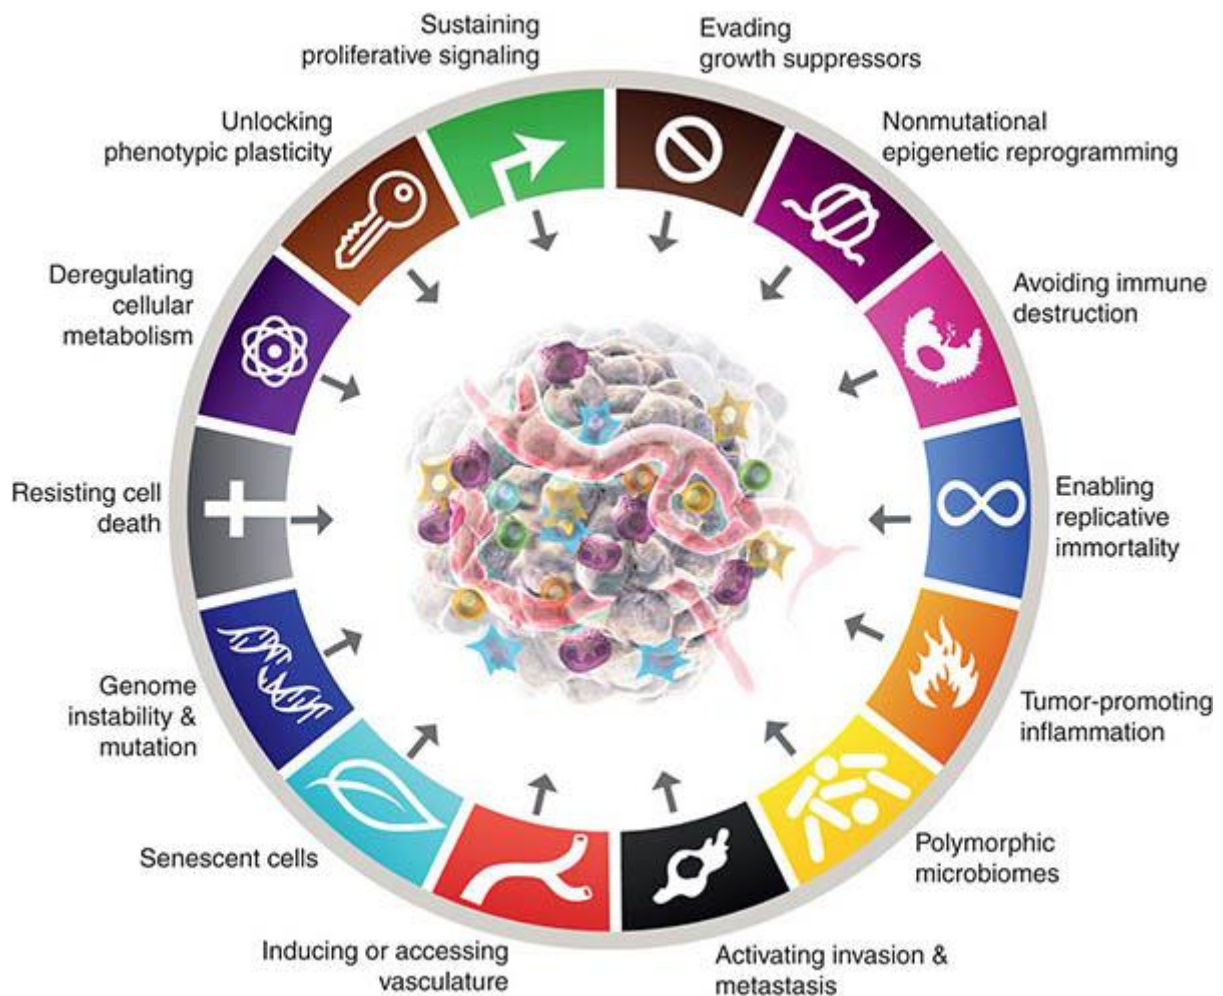 Sustaining
proliferative signaling
Evading
growth suppressors
Unlocking
phenotypic plasticity
Nonmutational
epigenetic reprogramming
Deregulating
cellular
metabolism
Avoiding immune
destruction
Resisting cell
death
Enabling
replicative
immortality
Genome
instability &
mutation
Tumor-promoting
inflammation
Senescent cells
Polymorphic
microbiomes
Inducing or accessing
vasculature
Activating invasion &
metastasis